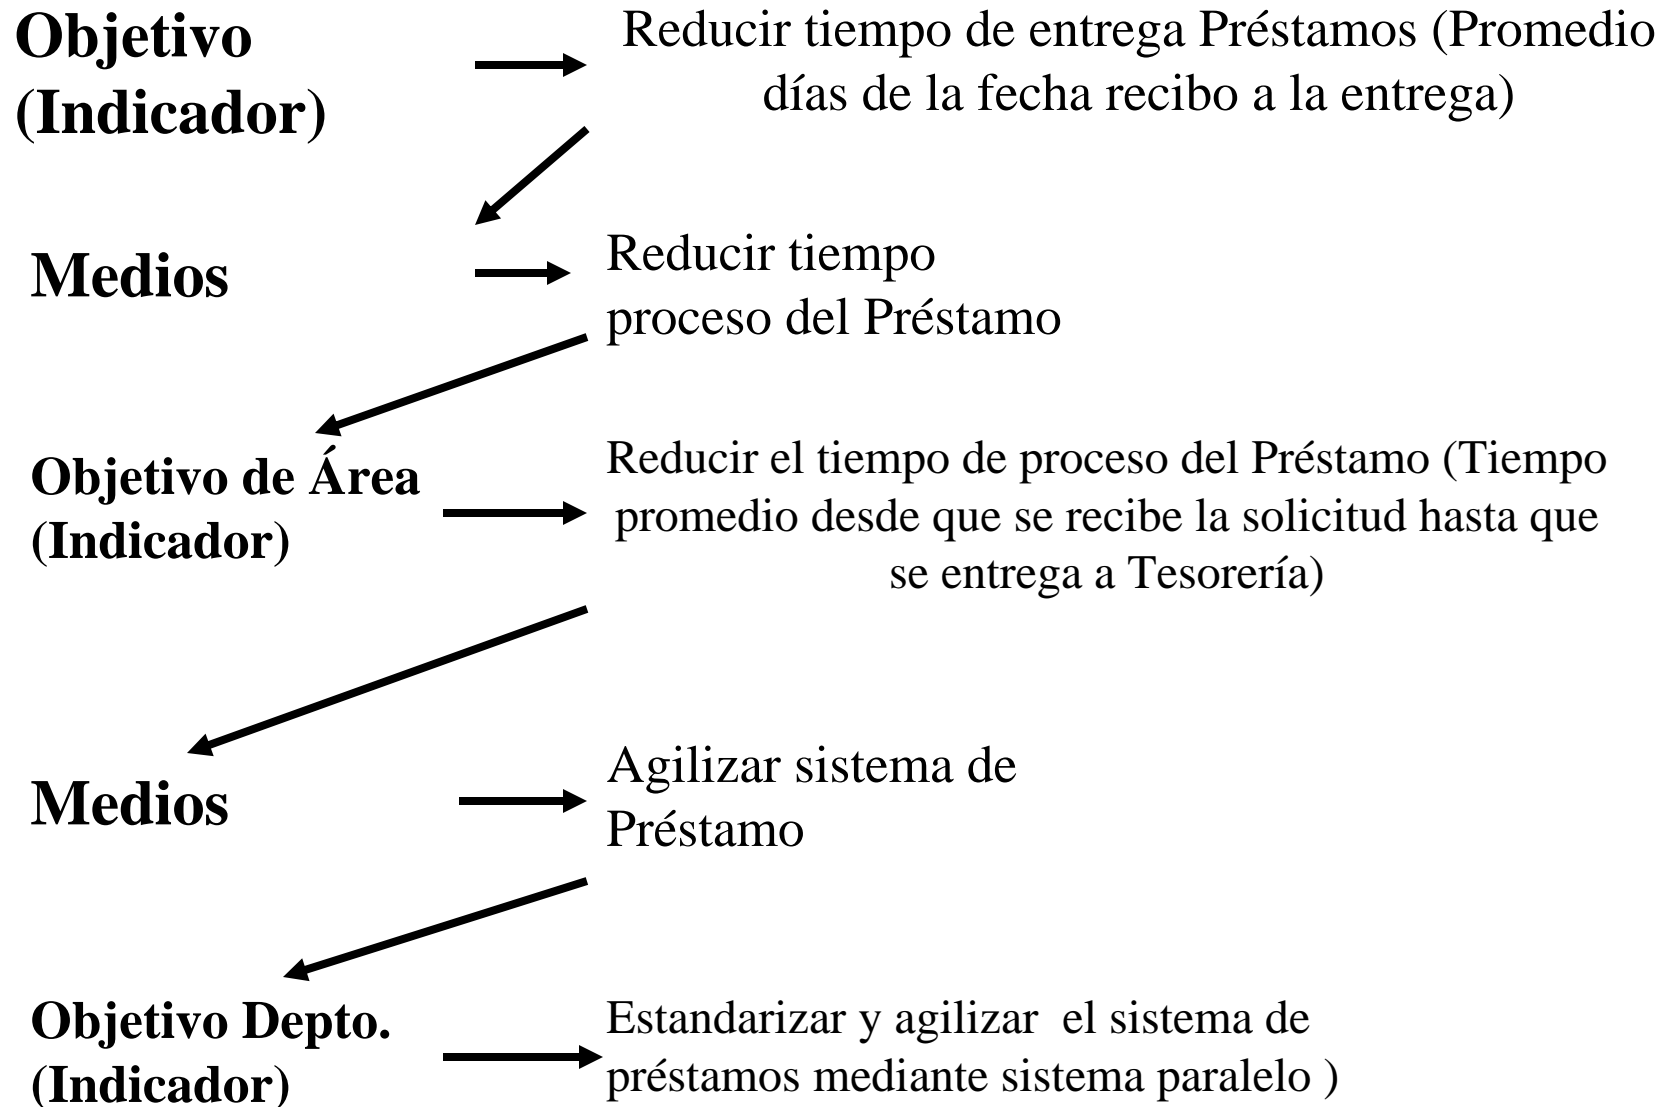 Objetivo
(Indicador)
Reducir tiempo de entrega Préstamos (Promedio
días de la fecha recibo a la entrega)
Medios
Reducir tiempo
proceso del Préstamo
Objetivo de Área
(Indicador)
Reducir el tiempo de proceso del Préstamo (Tiempo
promedio desde que se recibe la solicitud hasta que
se entrega a Tesorería)
Medios
Agilizar sistema de
Préstamo
Objetivo Depto.
(Indicador)
Estandarizar y agilizar  el sistema de
préstamos mediante sistema paralelo )